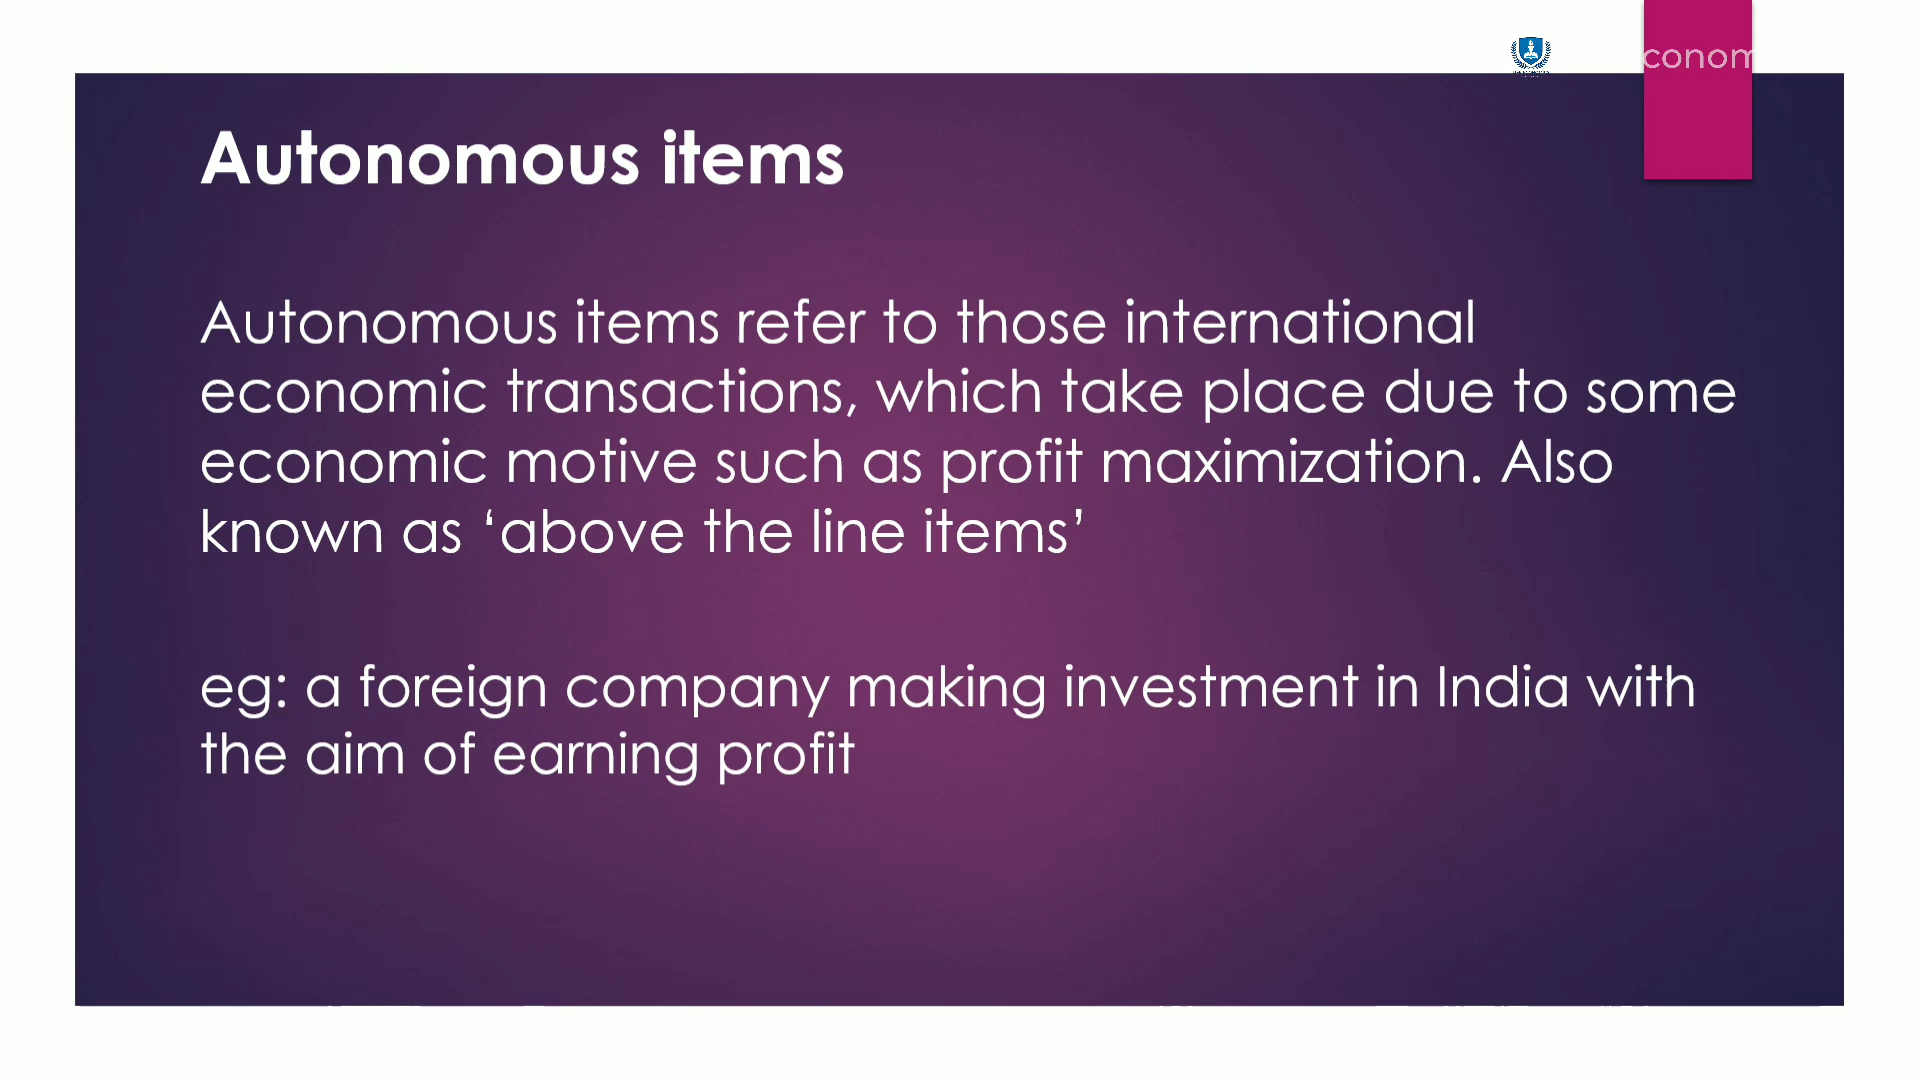 conom
Autonomous items
Autonomous items refer to those international
economic transactions, which take place due to some
economic motive such as profit maximization. Also
known as ‘above the line items’
eg: a foreign company making investment in India with
the aim of earning profit